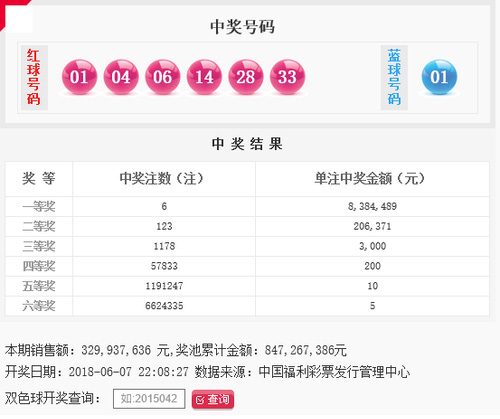 中奖号码
红球号码 01 04 06 14 28 33 蓝球号码 01
中 奖 结 果
奖 等 中奖注数（注） 单注中奖金额（元）
一等奖 6 8,384,489
二等奖 123 206,371
三等奖 1178 3,000
四等奖 57833 200
五等奖 1191247 10
六等奖 6624335 5
本期销售额：329,937,636 元,奖池累计金额：847,267,386元
开奖日期：2018-06-07 22:08:27 数据来源：中国福利彩票发行管理中心
双色球开奖查询： 如:2015042 查询